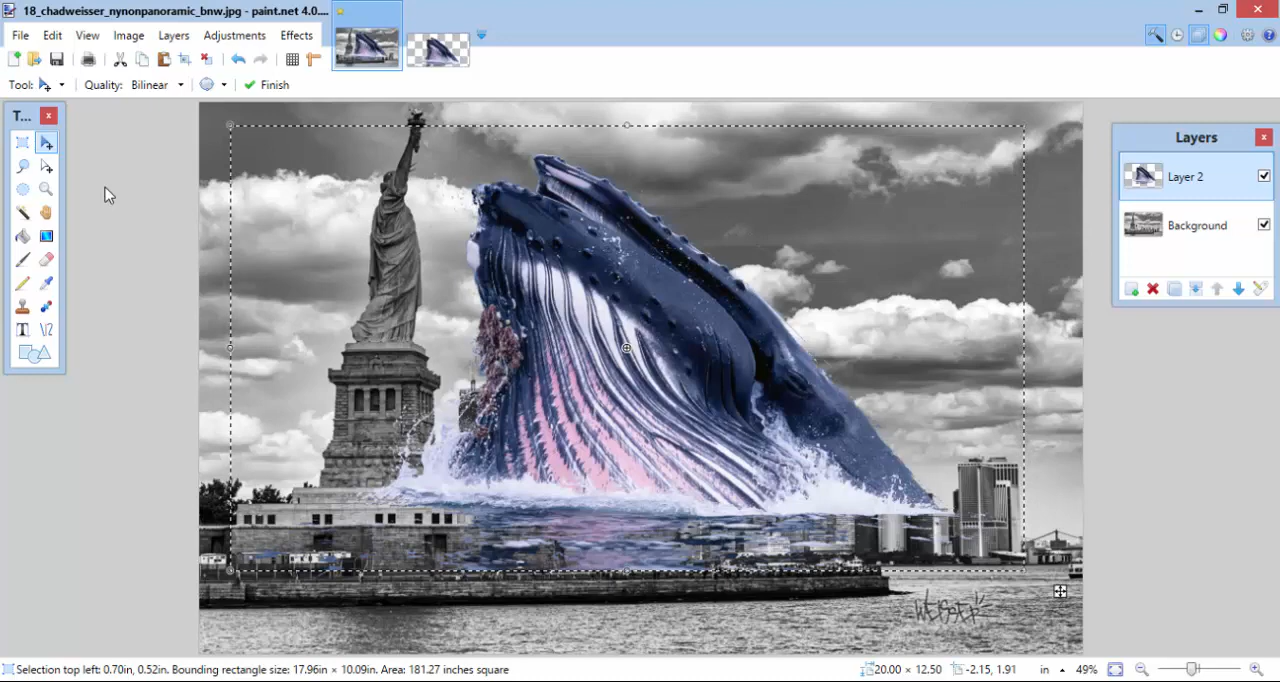 18_chadweisser_nynonpanoramic_bnw.jpg - paint.net 4.0....
File Edit View Image Layers Adjustments Effects
Tool: Quality: Bilinear Finish
T...
Layers
Layer 2
Background
WEISSER
Selection top left: 0.70in, 0.52in. Bounding rectangle size: 17.96in × 10.09in. Area: 181.27 inches square
20.00 × 12.50 -2.15, 1.91 in 49%